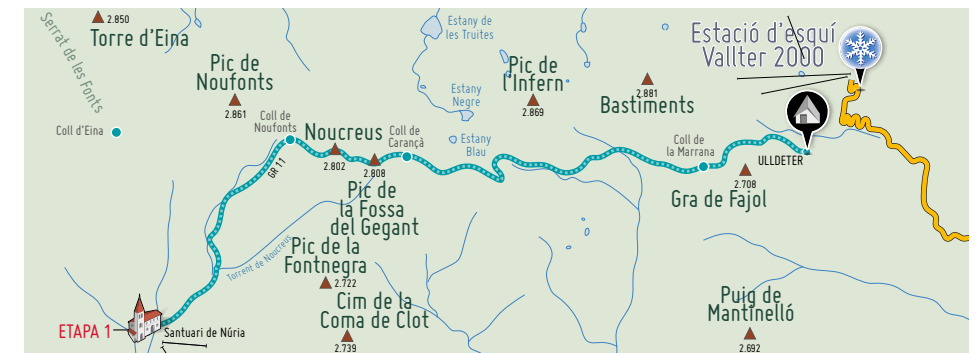 2.850
Torre d'Eina
Serrat de les Fonts
Coll d'Eina
Pic de
Noufonts
2.861
Coll de
Noufonts
GR 11
Noucreus
2.802
2.808
Coll de
Carançà
Pic de
la Fossa
del Gegant
Pic de la
Fontnegra
2.722
Cim de la
Coma de Clot
2.739
Torrent de Noucreus
ETAPA 1
Santuari de Núria
Estany de
les Truites
Estany
Negre
Estany
Blau
Pic de
l'Infern
2.869
2.881
Bastiments
Coll de
la Marrana
Gra de Fajol
2.708
ULLDETER
Estació d'esquí
Vallter 2000
Puig de
Mantinelló
2.692